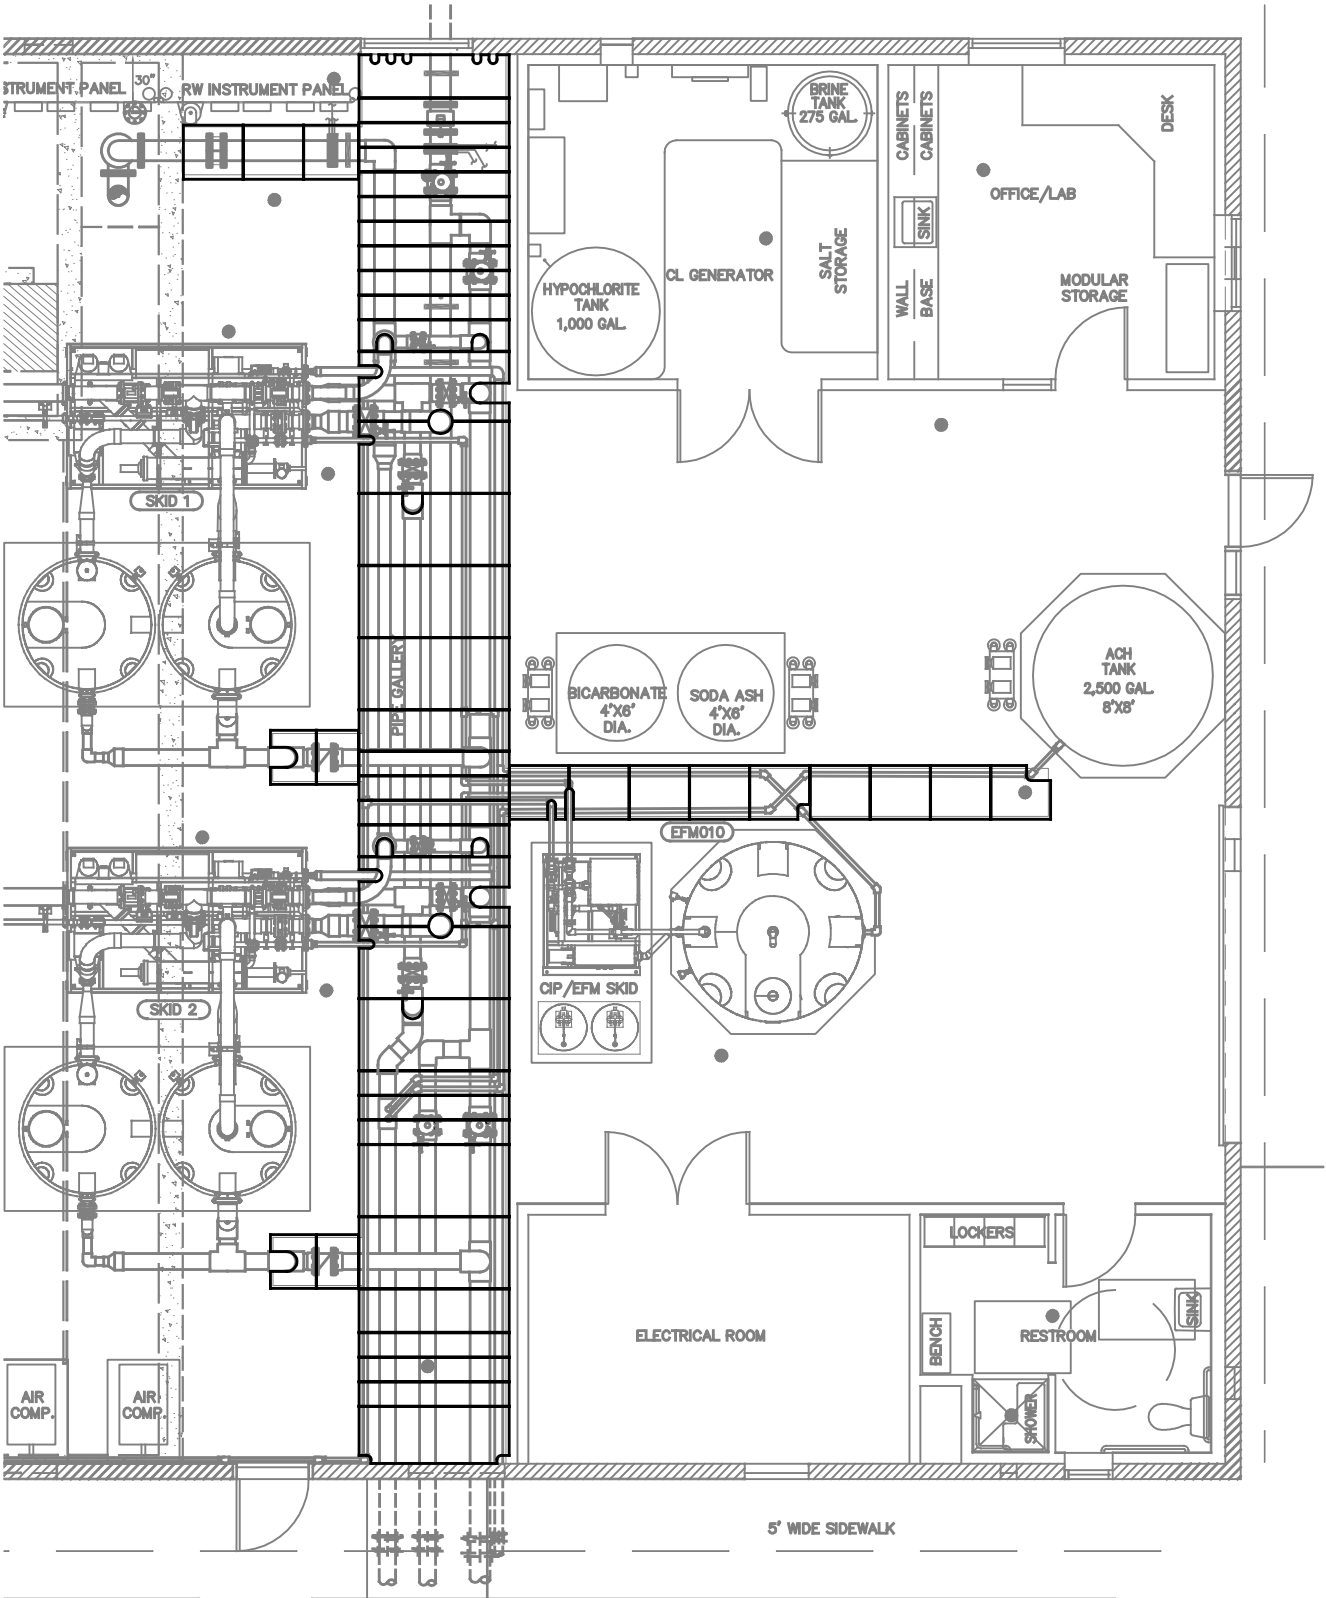 STRUMENT PANEL
30"
RW INSTRUMENT PANEL
BRINE
TANK
275 GAL.
CABINETS
CABINETS
DESK
OFFICE/LAB
SINK
SALT
STORAGE
CL GENERATOR
HYPOCHLORITE
TANK
1,000 GAL.
WALL
BASE
MODULAR
STORAGE
SKID 1
PIPE GALLERY
BICARBONATE
4'X6'
DIA.
SODA ASH
4'X6'
DIA.
ACH
TANK
2,500 GAL.
8'X8'
EFM010
CIP/EFM SKID
SKID 2
LOCKERS
SINK
ELECTRICAL ROOM
BENCH
RESTROOM
SHOWER
AIR
COMP.
AIR
COMP.
5' WIDE SIDEWALK